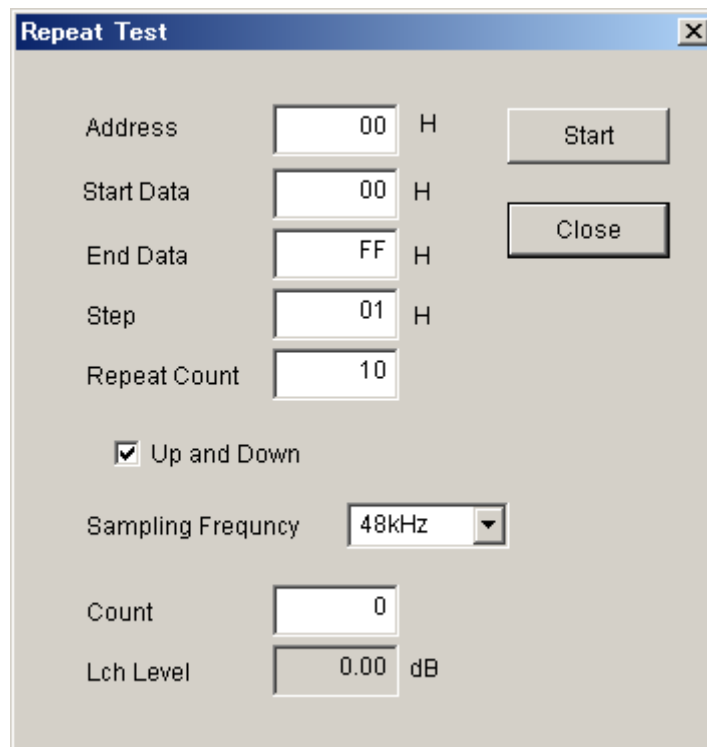 Repeat Test
Address 00 H
Start
Start Data 00 H
Close
End Data FF H
Step 01 H
Repeat Count 10
Up and Down
Sampling Frequncy 48kHz
Count 0
Lch Level 0.00 dB